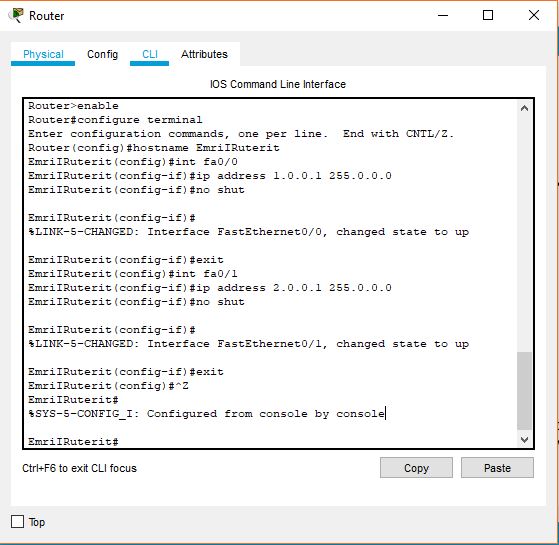 Router
Physical Config CLI Attributes
IOS Command Line Interface
Router>enable
Router#configure terminal
Enter configuration commands, one per line.  End with CNTL/Z.
Router(config)#hostname EmriIRuterit
EmriIRuterit(config)#int fa0/0
EmriIRuterit(config-if)#ip address 1.0.0.1 255.0.0.0
EmriIRuterit(config-if)#no shut
EmriIRuterit(config-if)#
%LINK-5-CHANGED: Interface FastEthernet0/0, changed state to up
EmriIRuterit(config-if)#exit
EmriIRuterit(config)#int fa0/1
EmriIRuterit(config-if)#ip address 2.0.0.1 255.0.0.0
EmriIRuterit(config-if)#no shut
EmriIRuterit(config-if)#
%LINK-5-CHANGED: Interface FastEthernet0/1, changed state to up
EmriIRuterit(config-if)#exit
EmriIRuterit(config)#^Z
EmriIRuterit#
%SYS-5-CONFIG_I: Configured from console by console
EmriIRuterit#
Ctrl+F6 to exit CLI focus
Copy Paste
Top